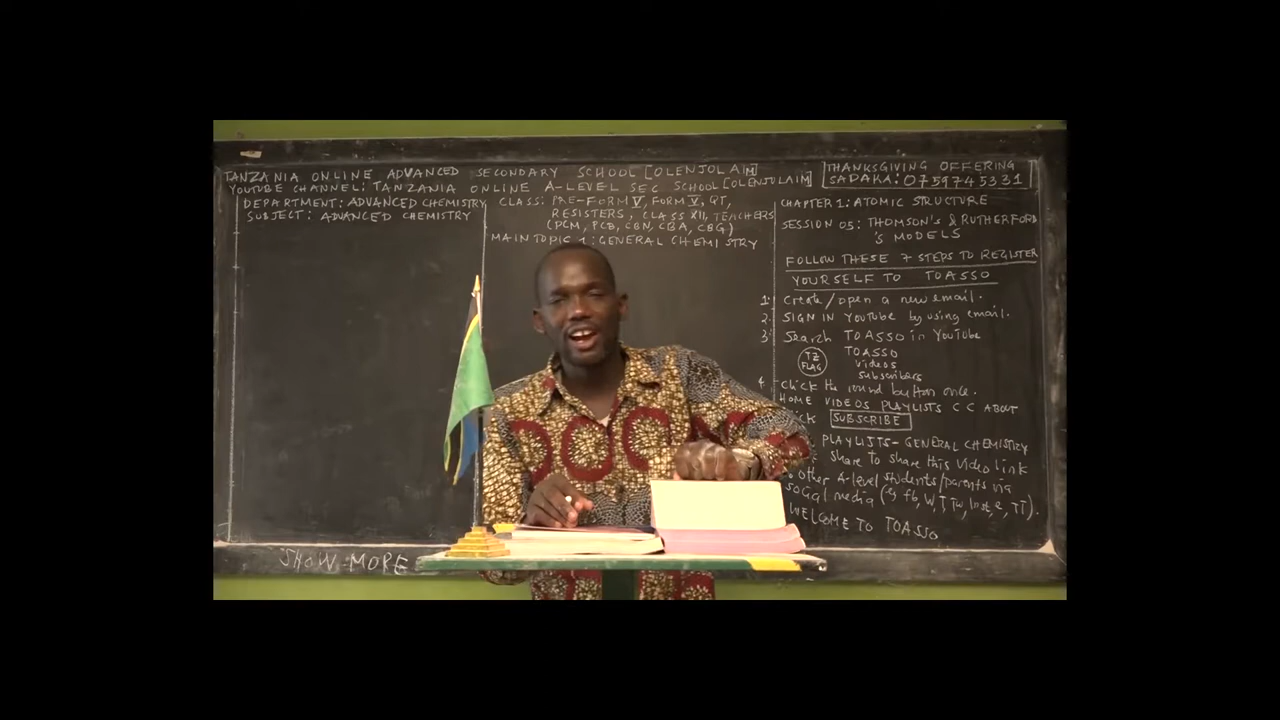 TANZANIA ONLINE ADVANCED SECONDARY SCHOOL [OLENJOLAIM]
YOUTUBE CHANNEL: TANZANIA ONLINE A-LEVEL SEC SCHOOL [OLENJOLAIM]
DEPARTMENT: ADVANCED CHEMISTRY
SUBJECT: ADVANCED CHEMISTRY
CLASS: PRE-FORM V, FORM V, QT,
RESISTERS, CLASS XII, TEACHERS
(PCM, PCB, CBN, CBA, CBG)
MAIN TOPIC 1: GENERAL CHEMISTRY
THANKSGIVING OFFERING
SADAKA: 0759745331
CHAPTER 1: ATOMIC STRUCTURE
SESSION 05: THOMSON'S & RUTHERFORD
'S MODELS
FOLLOW THESE 7 STEPS TO REGISTER
YOURSELF TO TOASSO
1. Create/open a new email.
2. SIGN IN YOUTUBE by using email.
3. Search TOASSO in YOUTUBE
TZ FLAG
TOASSO
videos
subscribers
4. Click the round button once.
HOME VIDEOS PLAYLISTS C C ABOUT
SUBSCRIBE
PLAYLISTS - GENERAL CHEMISTRY
share to share this video link
to other A-level students/parents via
social media (eg fb, W, T, Tw, Inst, e, TT).
WELCOME TO TOASSO
SHOW MORE